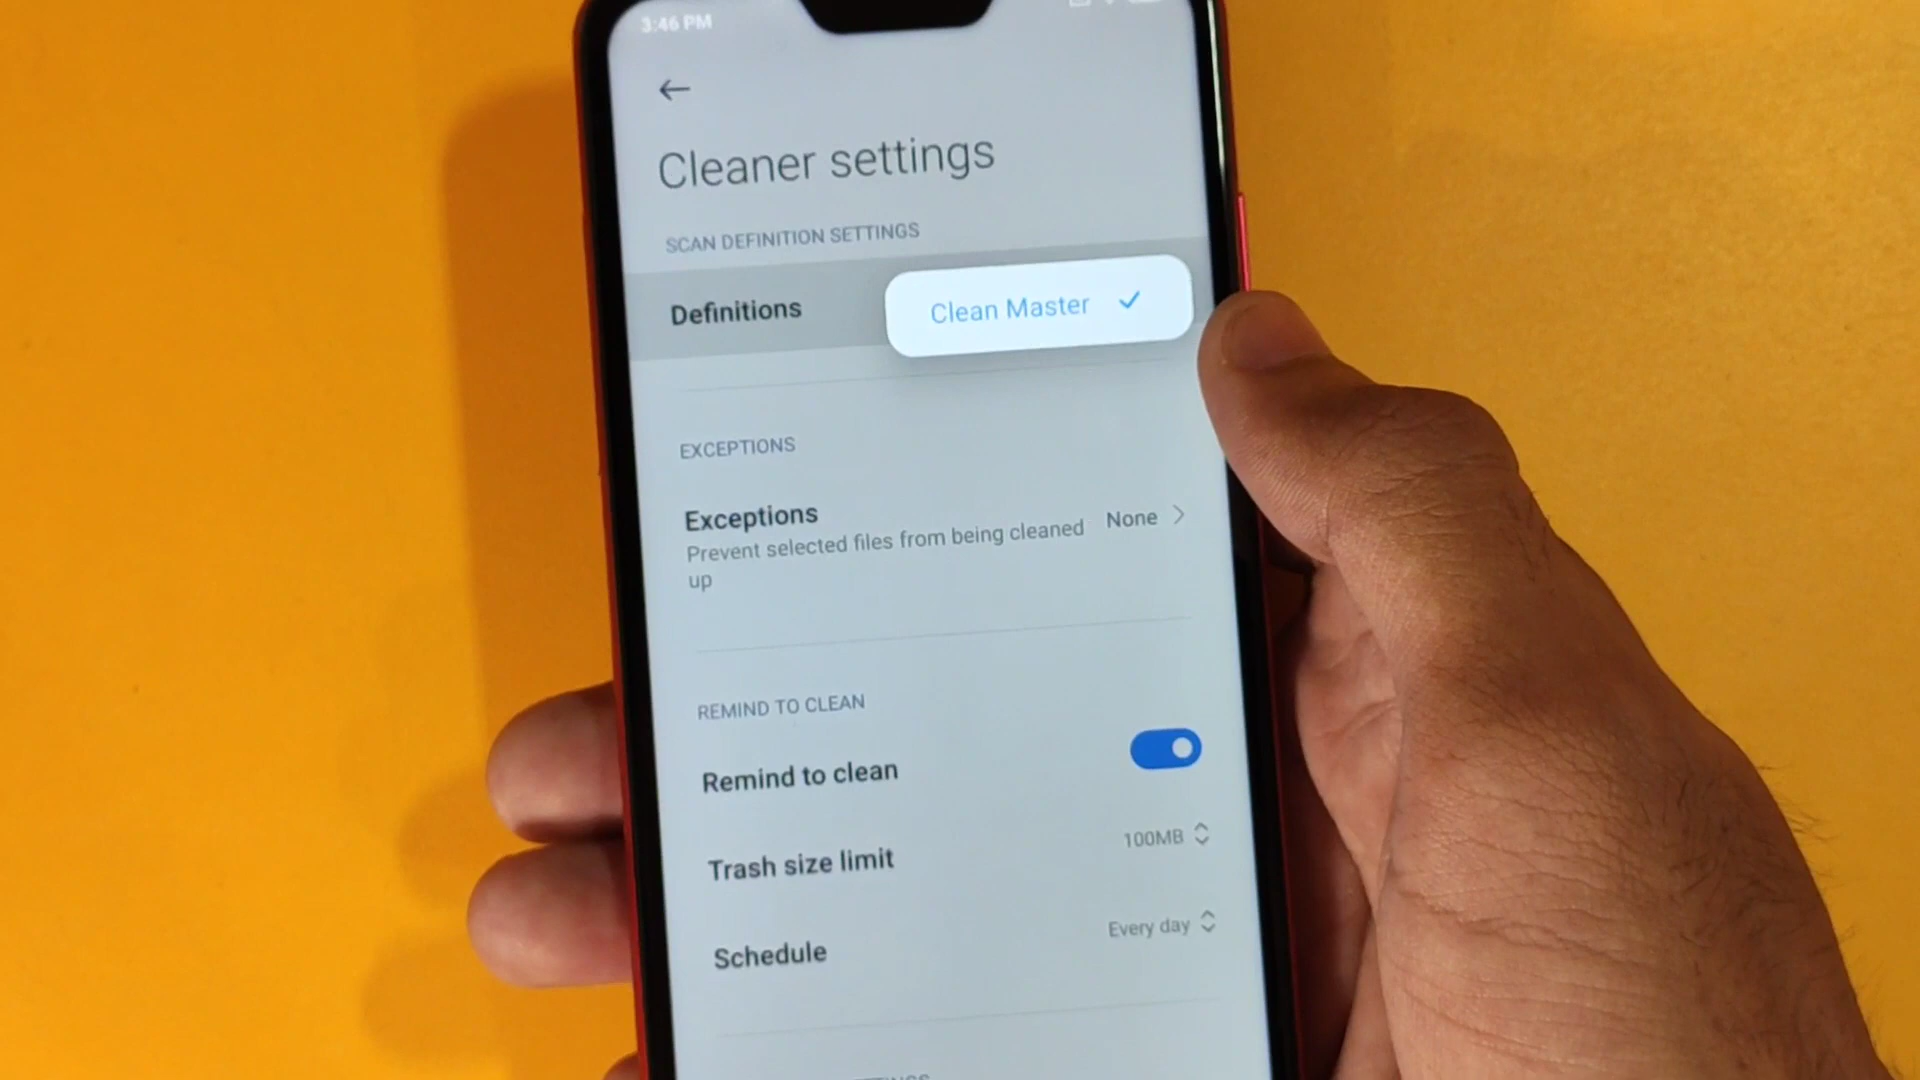 3:46 PM
Cleaner settings
SCAN DEFINITION SETTINGS
Definitions
Clean Master
EXCEPTIONS
Exceptions
Prevent selected files from being cleaned
up
None
REMIND TO CLEAN
Remind to clean
Trash size limit
100MB
Schedule
Every day